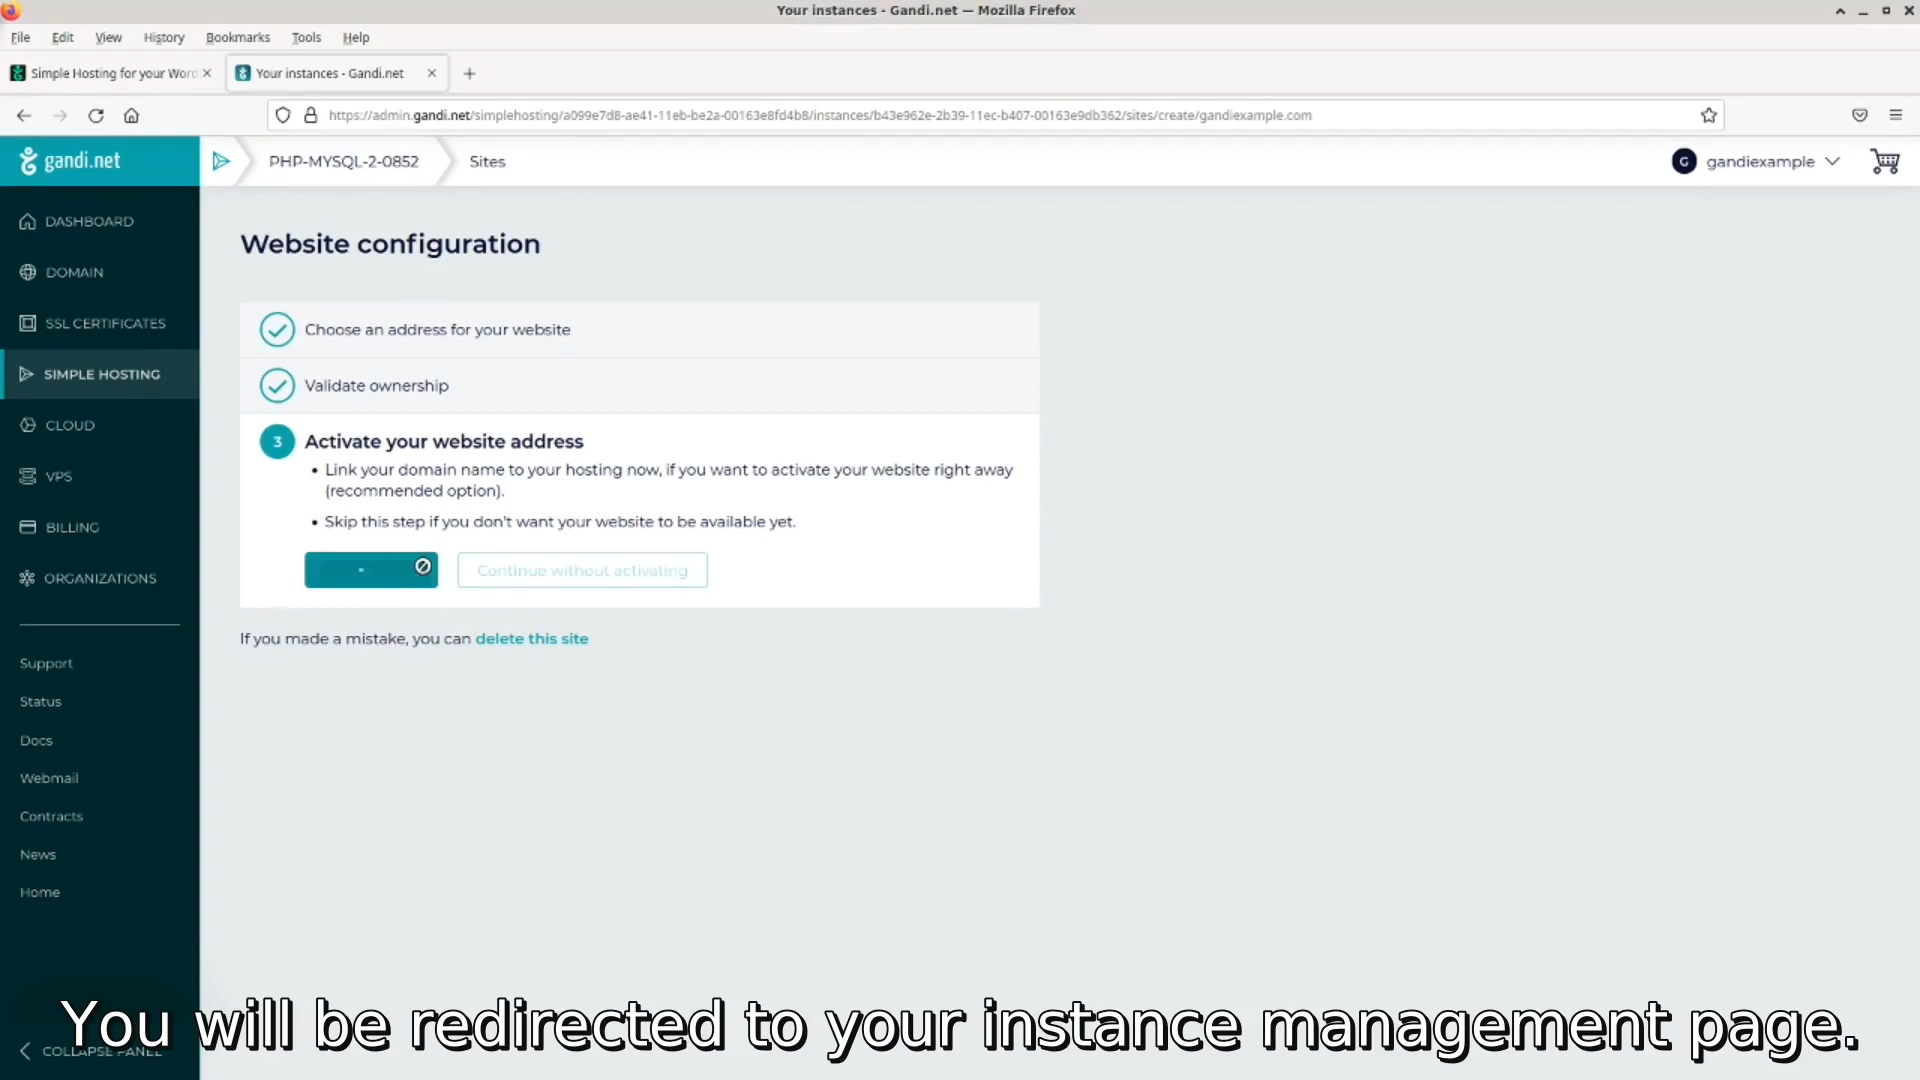 Your instances - Gandi.net — Mozilla Firefox
File Edit View History Bookmarks Tools Help
Simple Hosting for your Word
Your instances - Gandi.net
https://admin.gandi.net/simplehosting/a099e7d8-ae41-11eb-be2a-00163e8fd4b8/instances/b43e962e-2b39-11ec-b407-00163e9db362/sites/create/gandiexample.com
gandi.net
PHP-MYSQL-2-0852
Sites
G gandiexample
DASHBOARD
DOMAIN
SSL CERTIFICATES
SIMPLE HOSTING
CLOUD
VPS
BILLING
ORGANIZATIONS
Support
Status
Docs
Webmail
Contracts
News
Home
COLLAPSE PANEL
Website configuration
Choose an address for your website
Validate ownership
3 Activate your website address
• Link your domain name to your hosting now, if you want to activate your website right away
(recommended option).
• Skip this step if you don't want your website to be available yet.
Continue without activating
If you made a mistake, you can delete this site
You will be redirected to your instance management page.